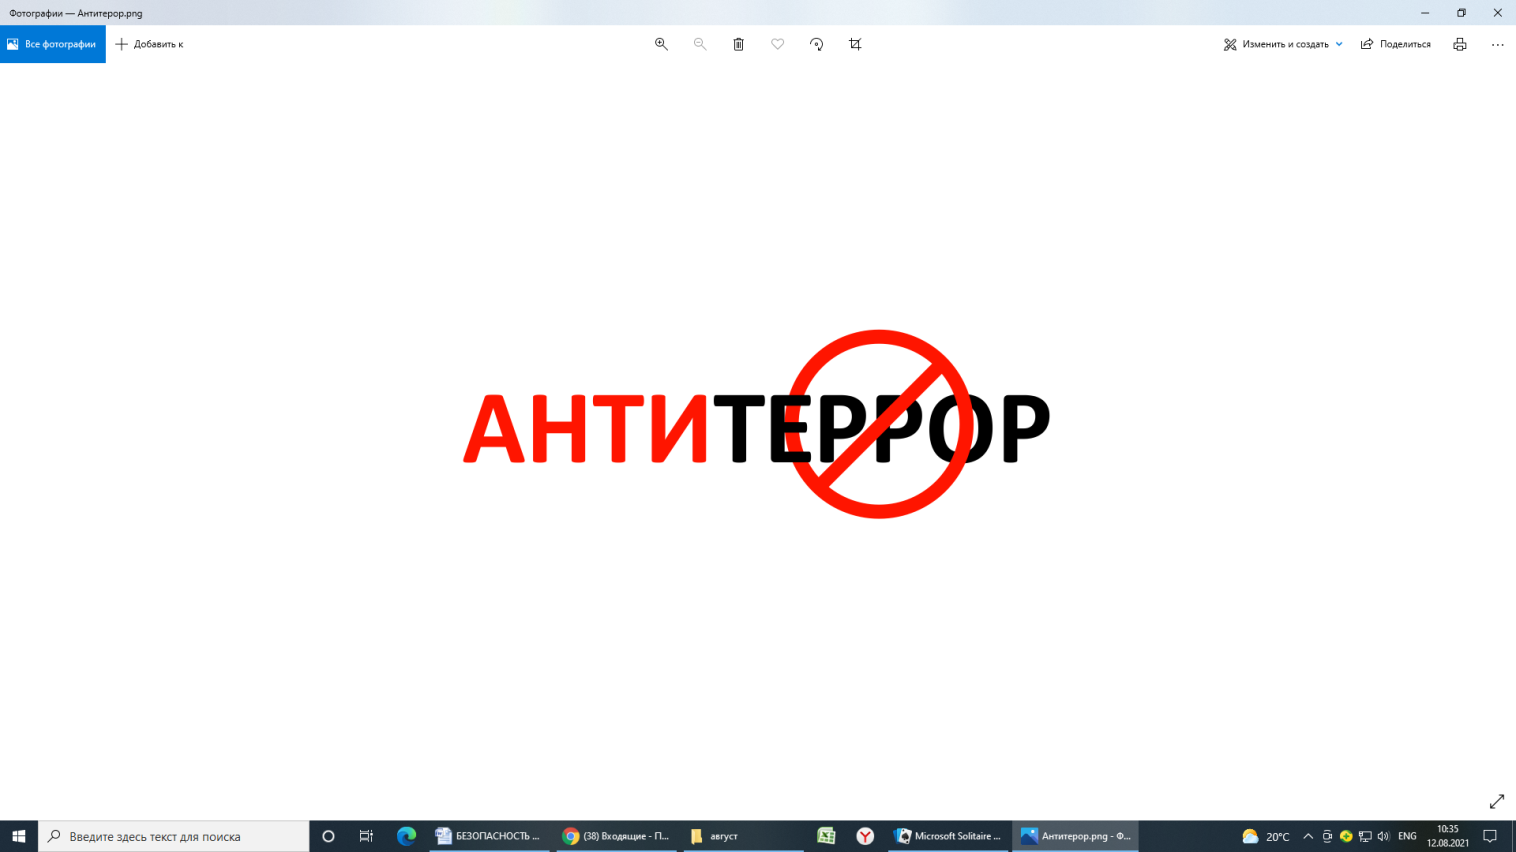 Фотографии — Антитерор.png
Все фотографии
Добавить к
Изменить и создать
Поделиться
АНТИТЕРРОР
Введите здесь текст для поиска
БЕЗОПАСНОСТЬ ...
(38) Входящие - П...
август
Microsoft Solitaire ...
Антитерор.png - Ф...
20°C
ENG
10:35
12.08.2021